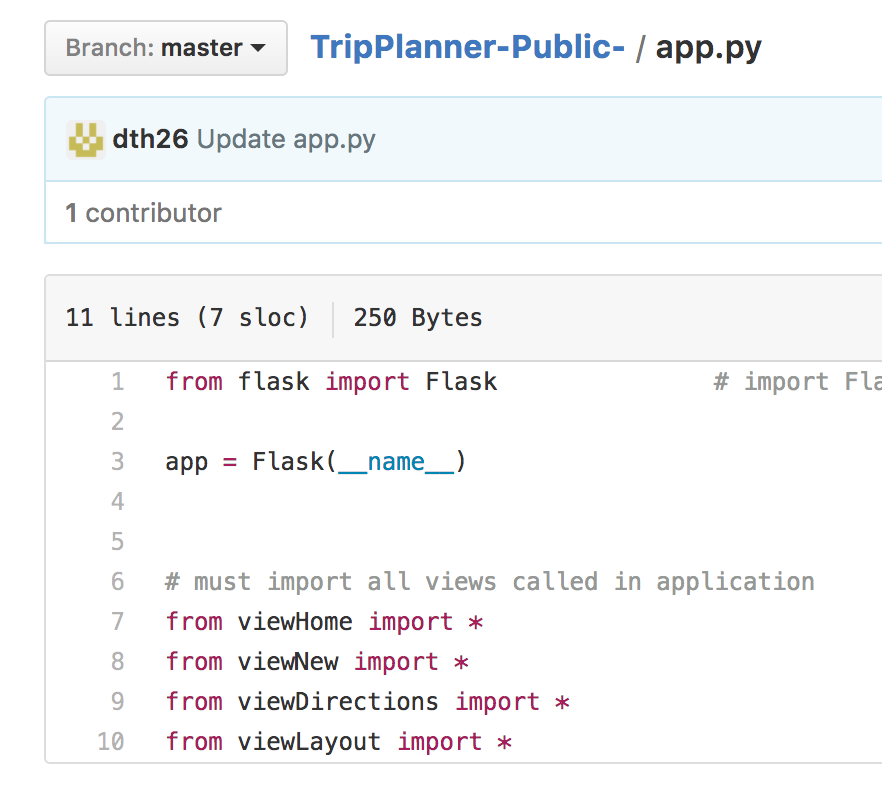 Branch: master
TripPlanner-Public- / app.py
dth26 Update app.py
1 contributor
11 lines (7 sloc) 250 Bytes
1 from flask import Flask # import Fla
2
3 app = Flask(__name__)
4
5
6 # must import all views called in application
7 from viewHome import *
8 from viewNew import *
9 from viewDirections import *
10 from viewLayout import *